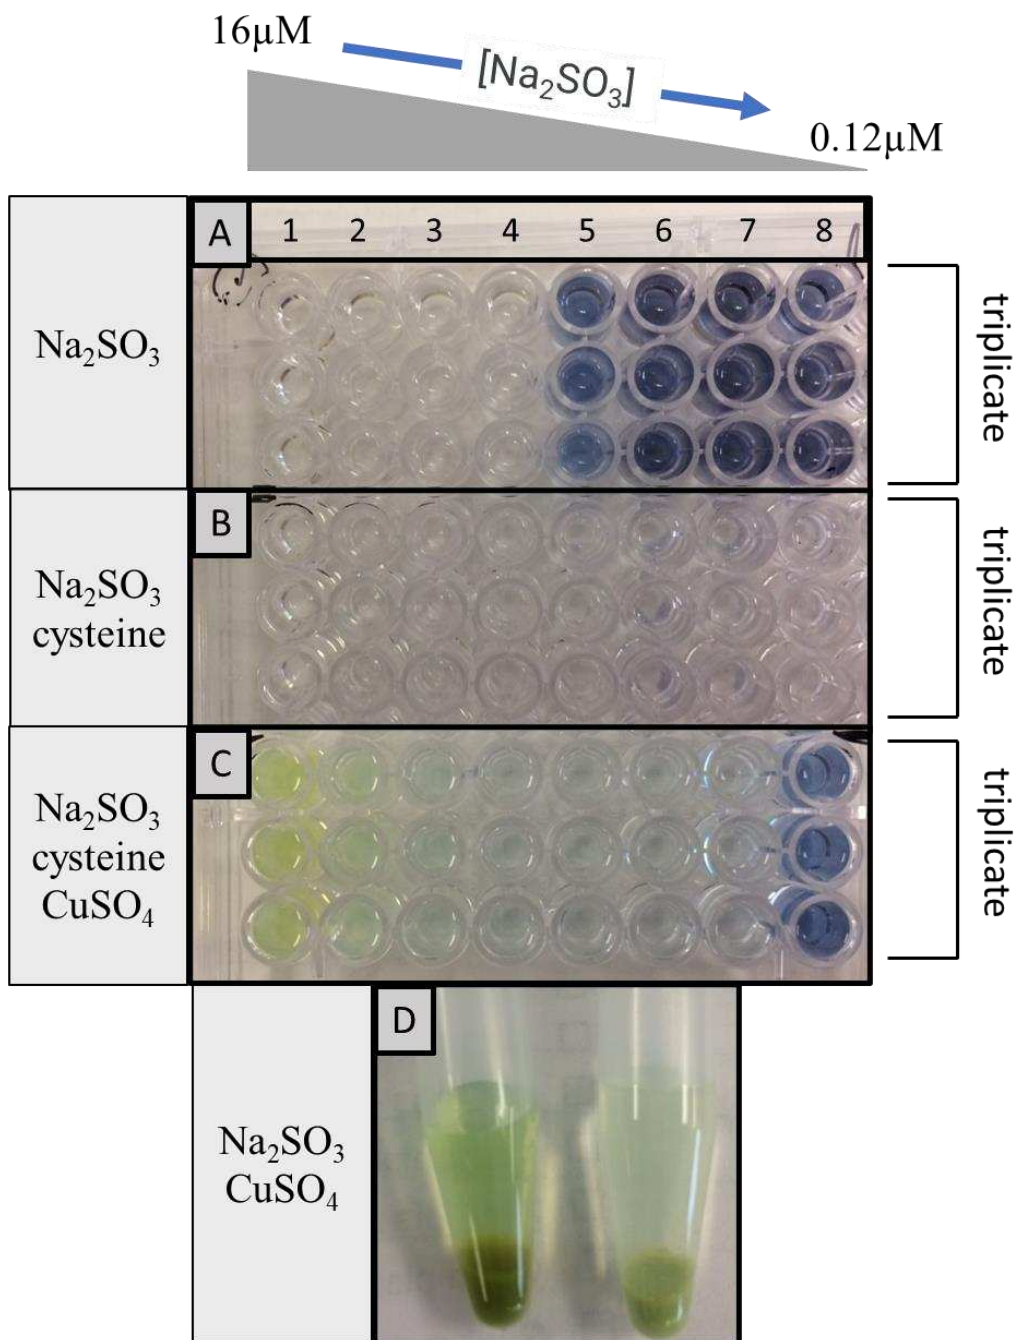 16µM
[Na₂SO₃]
0.12µM
A 1 2 3 4 5 6 7 8
Na₂SO₃
triplicate
B
Na₂SO₃
cysteine
triplicate
C
Na₂SO₃
cysteine
CuSO₄
triplicate
D
Na₂SO₃
CuSO₄